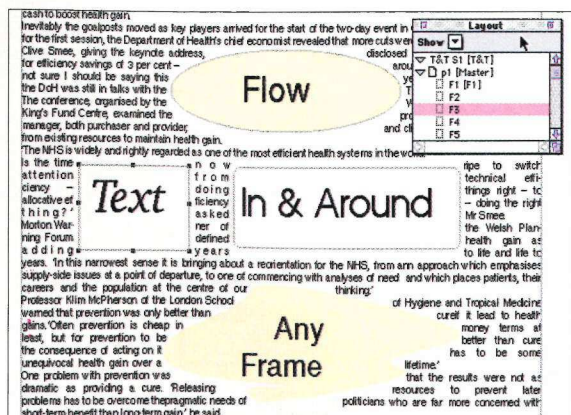 cash to boost health gain.
Inevitably the goalposts moved as key players arrived for the start of the two-day event in
for the first session, the Department of Health's chief economist revealed that more cuts were
Clive Smee, giving the keynote address, disclosed
for efficiency savings of 3 per cent – arou
not sure I should be saying this ye
the DoH was still in talks with the
The conference, organised by the
King's Fund Centre, examined the pro
manager, both purchaser and provider, and cli
from existing resources to maintain health gain.
Flow
Layout
Show
T&T S1 [T&T]
p1 [Master]
F1 [F1]
F2
F3
F4
F5
'The NHS is widely and rightly regarded as one of the most efficient health systems in the
Is the time now ripe to switch
attention from technical effi-
ciency – doing things right – to
allocative ef ficiency – doing the right
thing?' asked Mr Smee
Morton War ner of the Welsh Plan-
ning Forum defined health gain as
adding years to life and life to
Text
In & Around
years. 'In this narrowest sense it is bringing about a reorientation for the NHS, from ann approach which emphasises
supply-side issues at a point of departure, to one of commencing with analyses of need and which places patients, their
careers and the population at the centre of our thinking.'
Professor Klim McPherson of the London School of Hygiene and Tropical Medicine
warned that prevention was only better than cureif it lead to health
gains. 'Often prevention is cheap in money terms at
least, but for prevention to be better than cure
the consequence of acting on it has to be some
unequivocal health gain over a lifetime.'
One problem with prevention was that the results were not as
dramatic as providing a cure. 'Releasing resources to prevent later
problems has to be overcome thepragmatic needs of politicians who are far more concerned with
short-term benefit than long-term gain,' he said.
Any
Frame